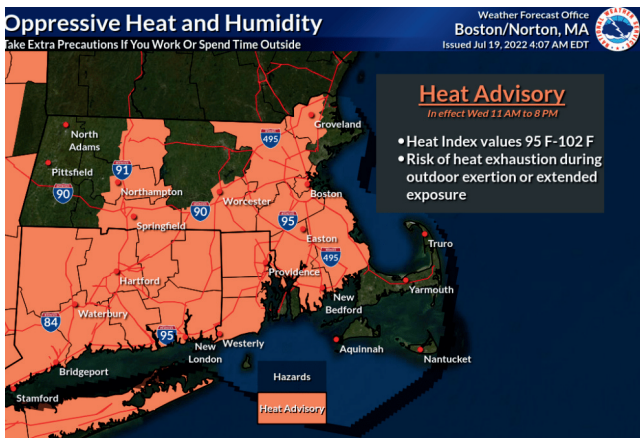 Oppressive Heat and Humidity
Take Extra Precautions If You Work Or Spend Time Outside
Weather Forecast Office
Boston/Norton, MA
Issued Jul 19, 2022 4:07 AM EDT
NATIONAL WEATHER SERVICE
Heat Advisory
In effect Wed 11 AM to 8 PM
•Heat Index values 95 F-102 F
•Risk of heat exhaustion during
outdoor exertion or extended
exposure
Groveland
495
North
Adams
Pittsfield
91
90
Northampton
90
Worcester
Boston
Springfield
95
Easton
495
Truro
Hartford
Providence
Yarmouth
84
Waterbury
New
Bedford
95
New
London
Westerly
Aquinnah
Nantucket
Bridgeport
Stamford
Hazards
Heat Advisory